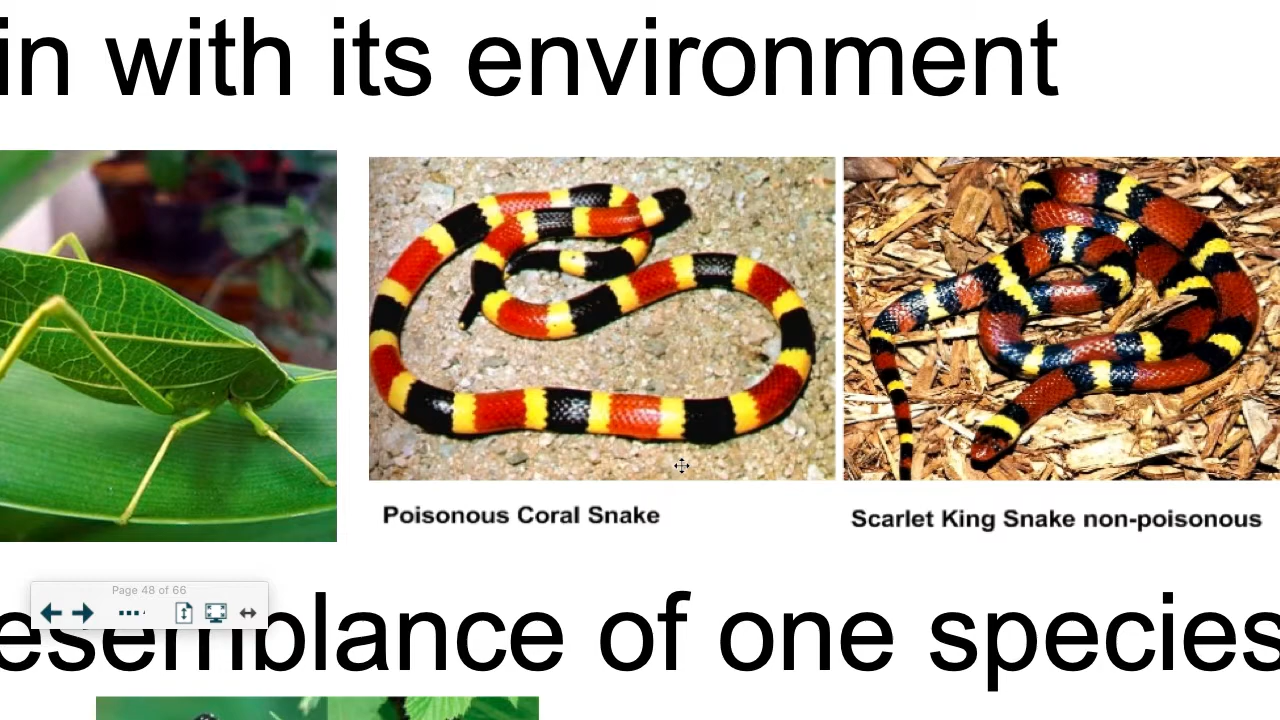 in with its environment
Poisonous Coral Snake
Scarlet King Snake non-poisonous
Page 48 of 66
esemblance of one species